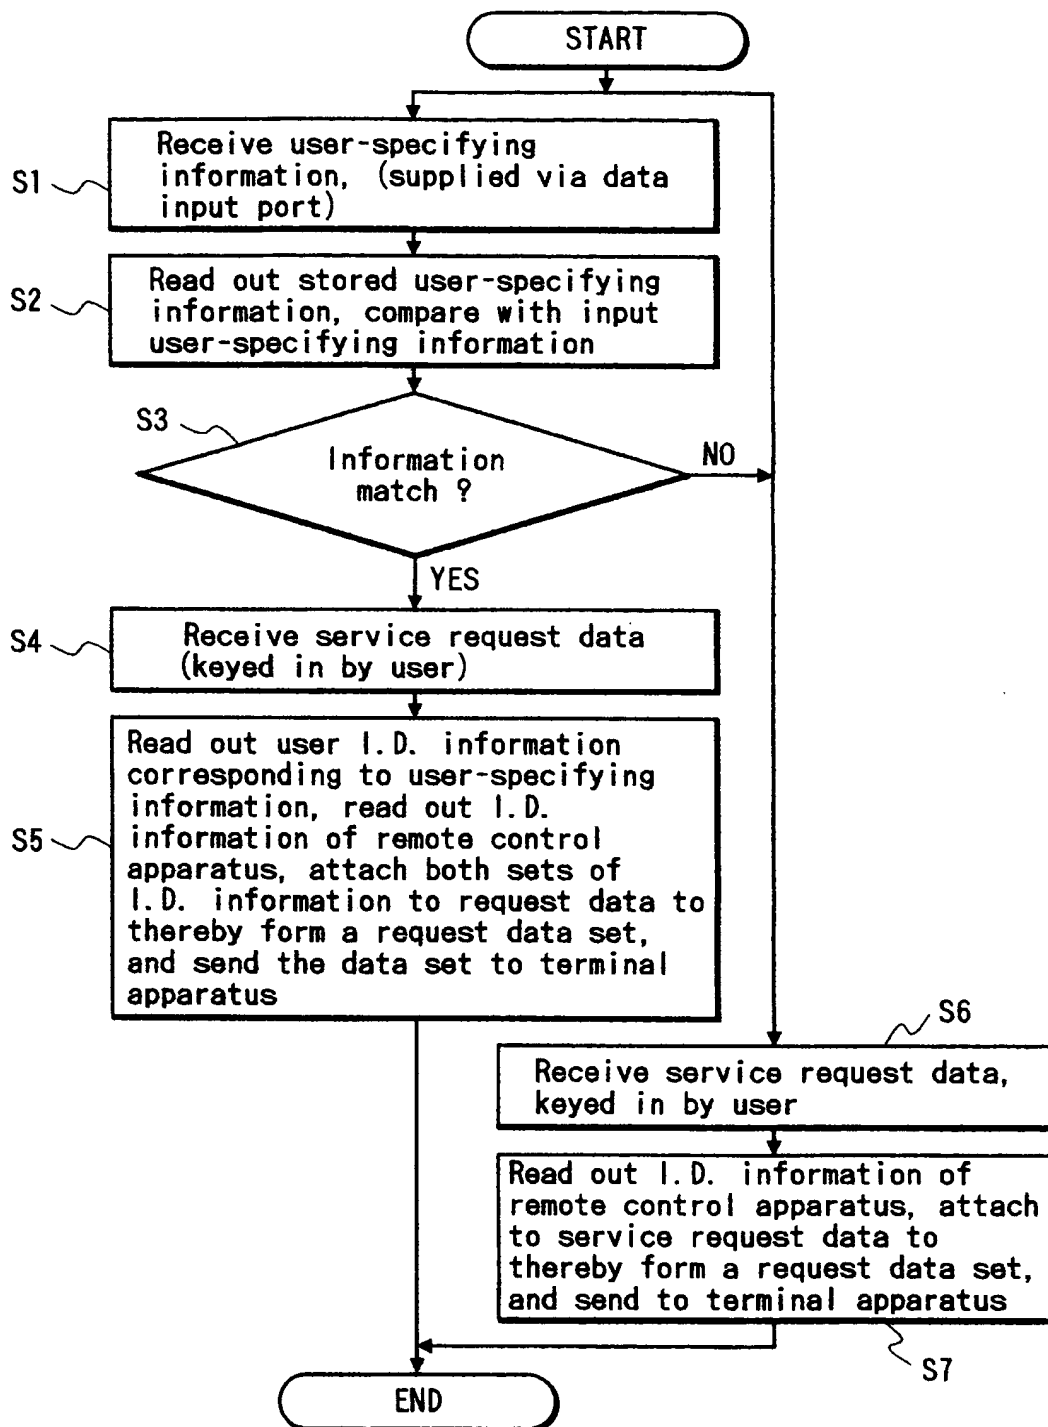 START
S1
Receive user-specifying
information, (supplied via data
input port)
S2
Read out stored user-specifying
information, compare with input
user-specifying information
S3
Information
match ?
NO
YES
S4
Receive service request data
(keyed in by user)
S5
Read out user I.D. information
corresponding to user-specifying
information, read out I.D.
information of remote control
apparatus, attach both sets of
I.D. information to request data to
thereby form a request data set,
and send the data set to terminal
apparatus
S6
Receive service request data,
keyed in by user
Read out I.D. information of
remote control apparatus, attach
to service request data to
thereby form a request data set,
and send to terminal apparatus
S7
END